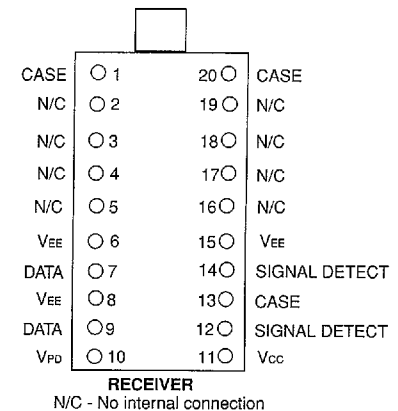 CASE 1 20 CASE
N/C 2 19 N/C
N/C 3 18 N/C
N/C 4 17 N/C
N/C 5 16 N/C
VEE 6 15 VEE
DATA 7 14 SIGNAL DETECT
VEE 8 13 CASE
DATA 9 12 SIGNAL DETECT
VPD 10 11 VCC
RECEIVER
N/C - No internal connection